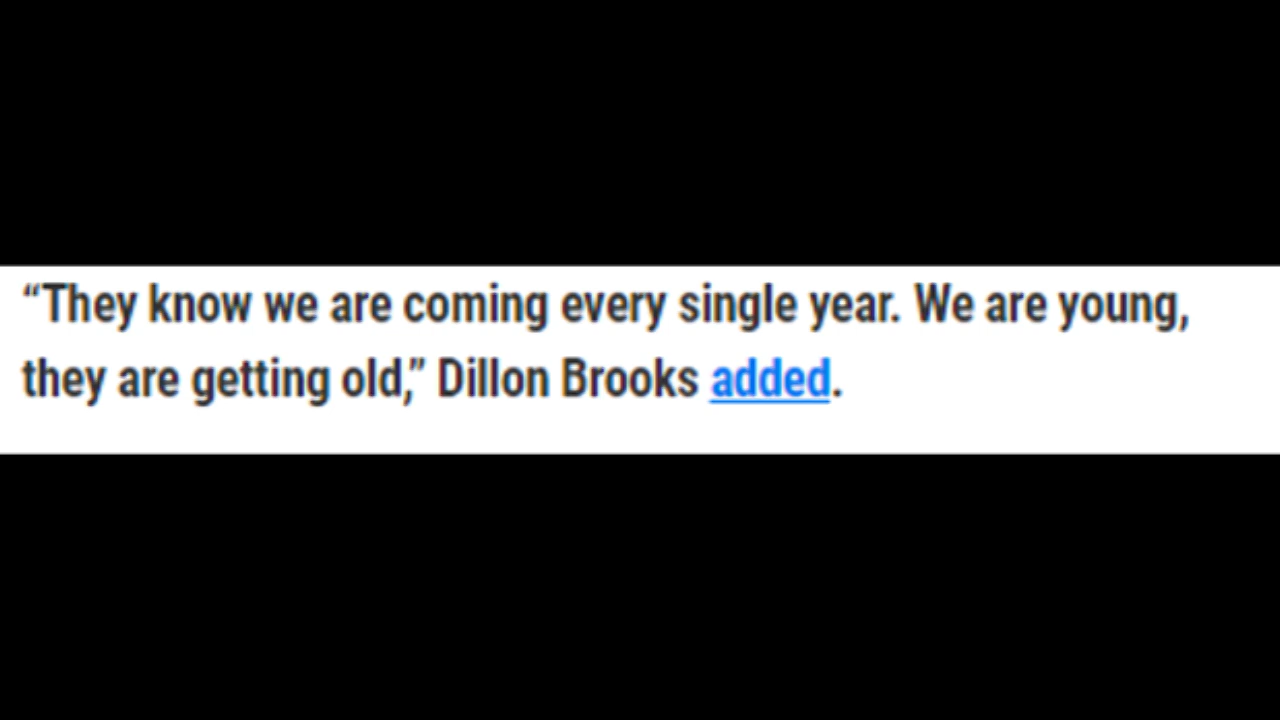 “They know we are coming every single year. We are young,
they are getting old,” Dillon Brooks added.